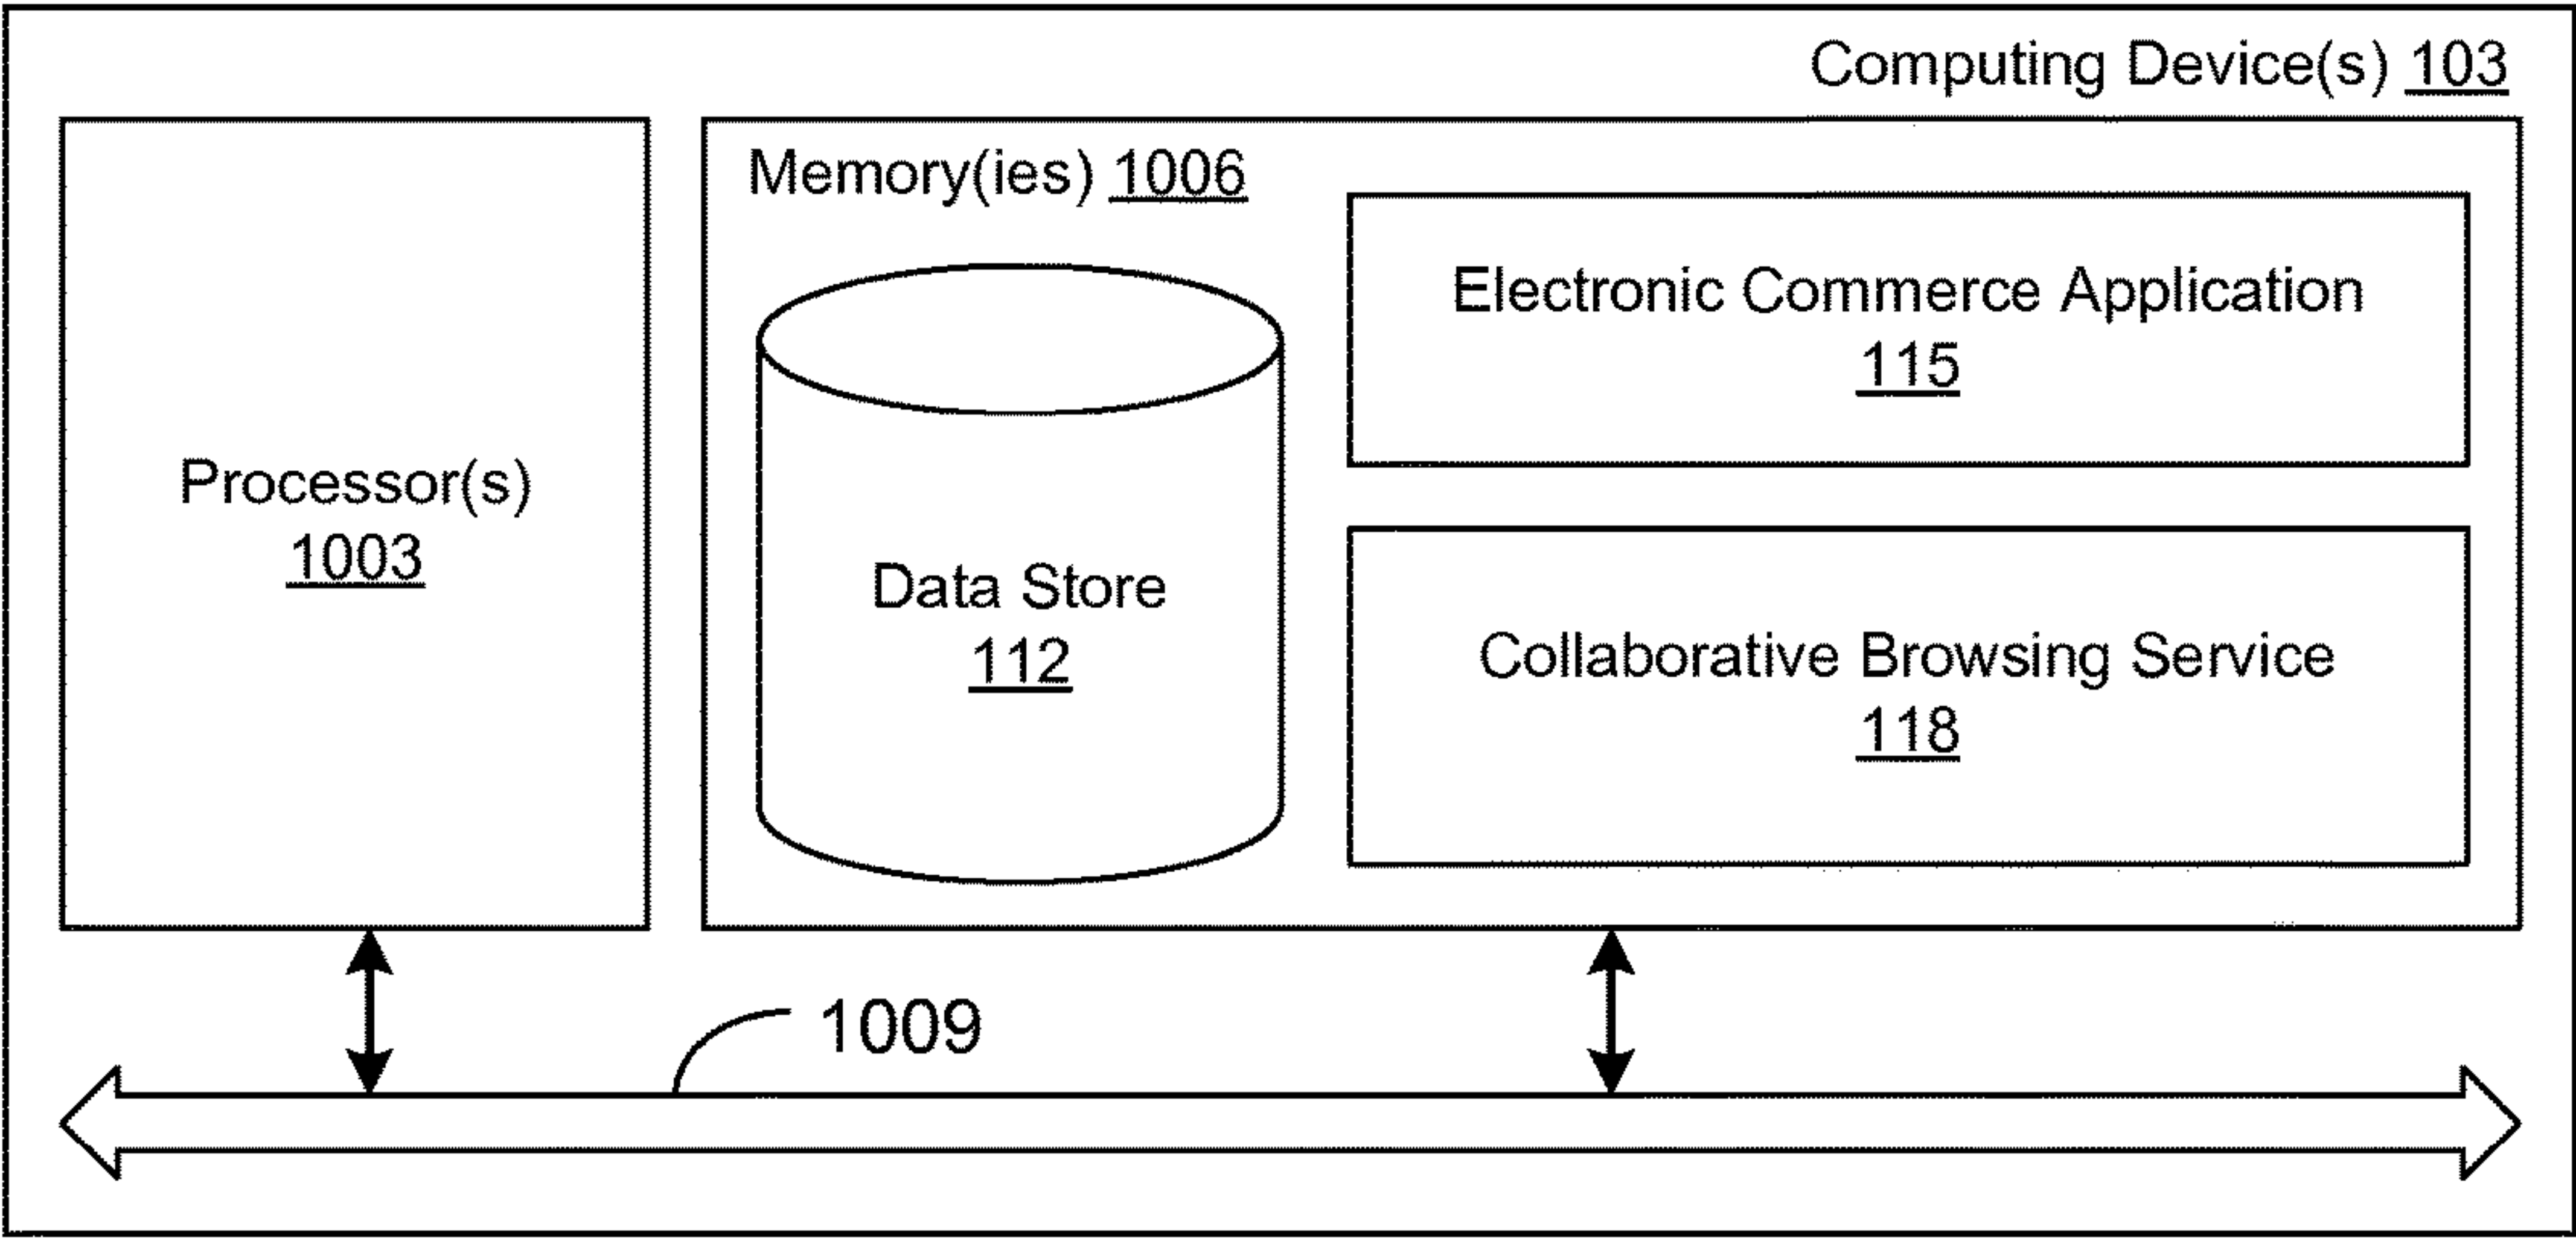 Computing Device(s) 103
Memory(ies) 1006
Electronic Commerce Application
115
Processor(s)
1003
Data Store
112
Collaborative Browsing Service
118
1009